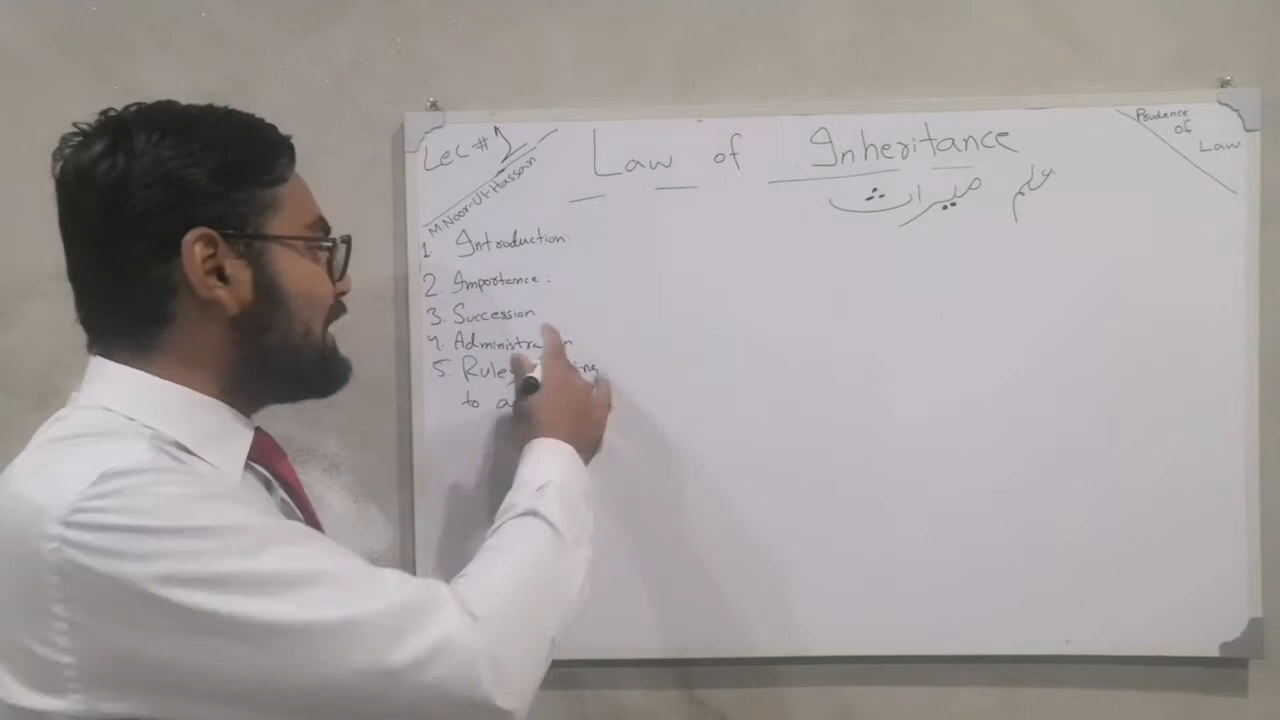 Lec # 1
M.Noor-Ul-Hassan
Law of Inheritance
علم میراث
Prudence
of
Law
1. Introduction
2. Importance.
3. Succession
4. Administration
5.
to